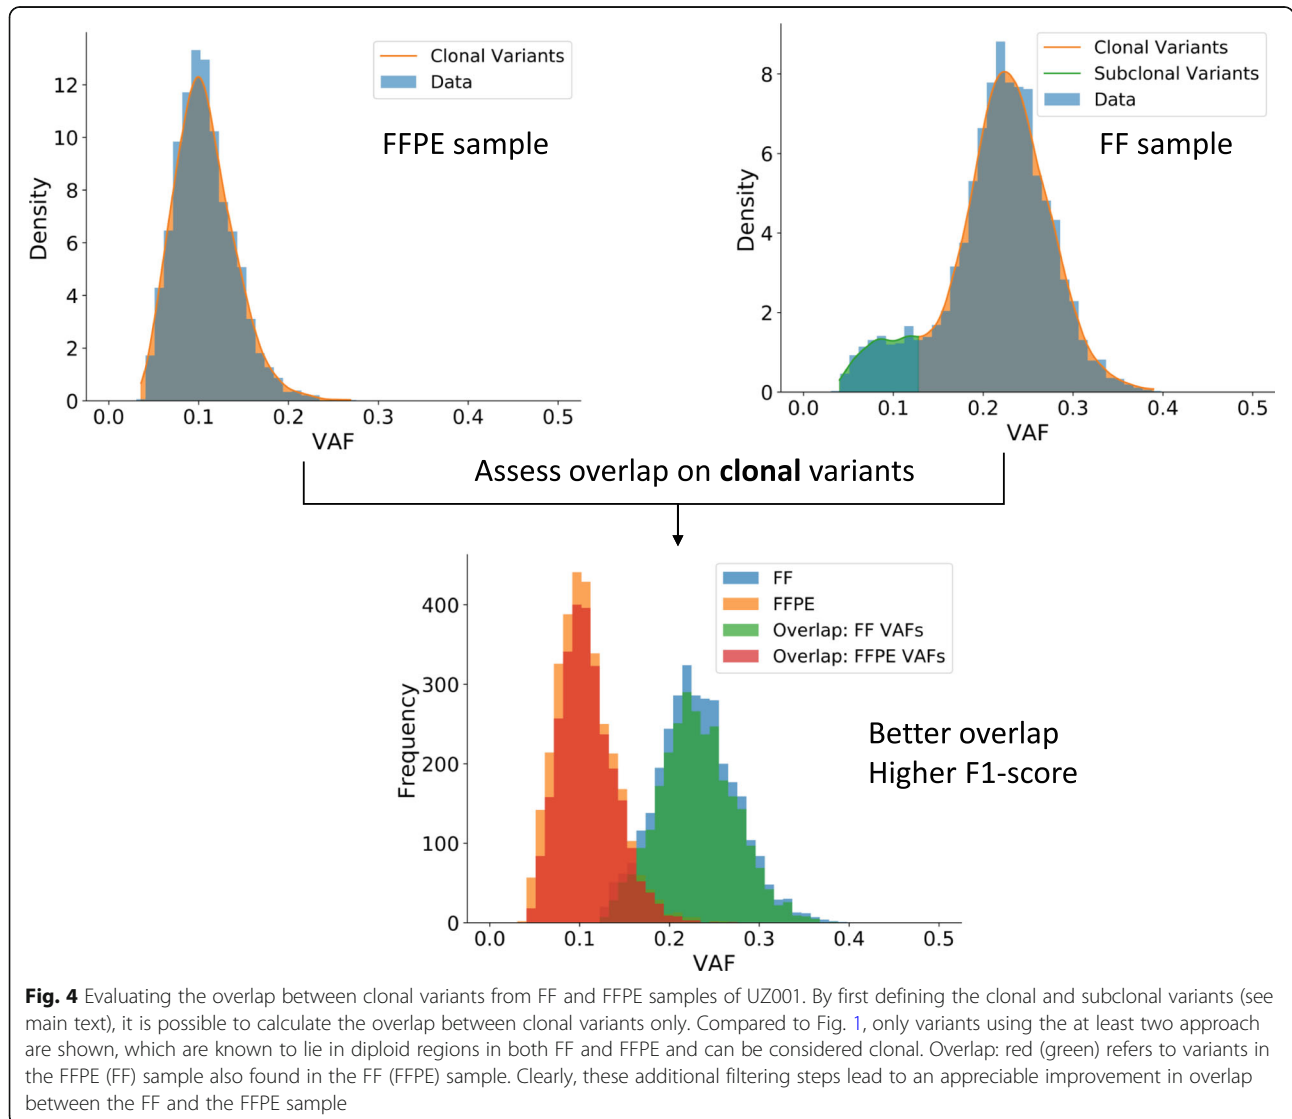 Clonal Variants
Data
FFPE sample
12
10
8
6
4
2
0
Density
0.0 0.1 0.2 0.3 0.4 0.5
VAF
Clonal Variants
Subclonal Variants
Data
FF sample
8
6
4
2
0
Density
0.0 0.1 0.2 0.3 0.4 0.5
VAF
Assess overlap on clonal variants
FF
FFPE
Overlap: FF VAFs
Overlap: FFPE VAFs
400
300
200
100
0
Frequency
0.0 0.1 0.2 0.3 0.4 0.5
VAF
Better overlap
Higher F1-score
Fig. 4 Evaluating the overlap between clonal variants from FF and FFPE samples of UZ001. By first defining the clonal and subclonal variants (see
main text), it is possible to calculate the overlap between clonal variants only. Compared to Fig. 1, only variants using the at least two approach
are shown, which are known to lie in diploid regions in both FF and FFPE and can be considered clonal. Overlap: red (green) refers to variants in
the FFPE (FF) sample also found in the FF (FFPE) sample. Clearly, these additional filtering steps lead to an appreciable improvement in overlap
between the FF and the FFPE sample